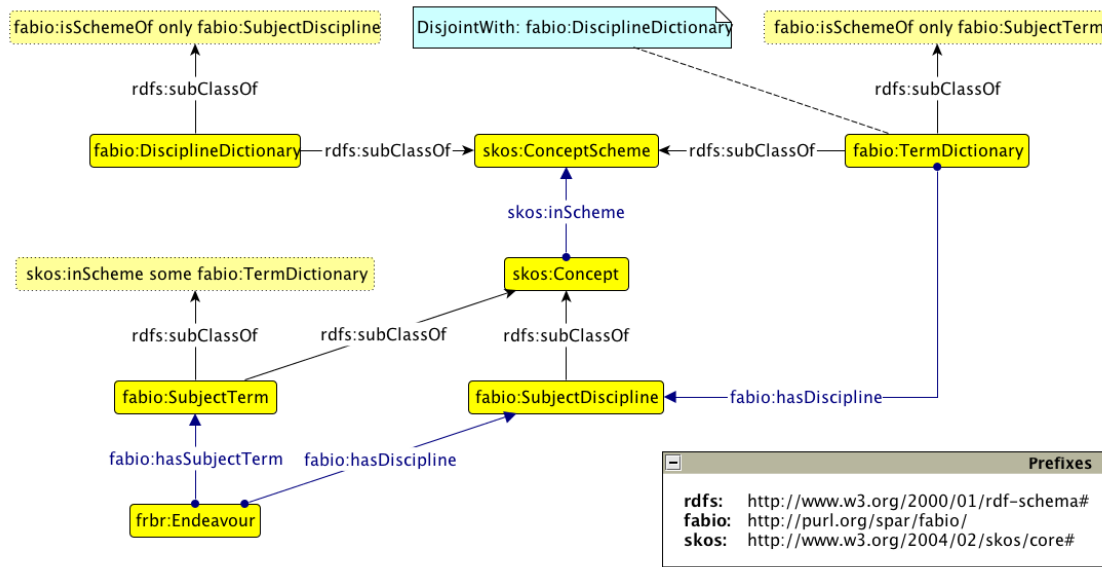 fabio:isSchemeOf only fabio:SubjectDiscipline
DisjointWith: fabio:DisciplineDictionary
fabio:isSchemeOf only fabio:SubjectTerm
rdfs:subClassOf
rdfs:subClassOf
fabio:DisciplineDictionary
rdfs:subClassOf
skos:ConceptScheme
rdfs:subClassOf
fabio:TermDictionary
skos:inScheme
skos:inScheme some fabio:TermDictionary
skos:Concept
rdfs:subClassOf
rdfs:subClassOf
rdfs:subClassOf
fabio:SubjectTerm
fabio:SubjectDiscipline
fabio:hasDiscipline
fabio:hasSubjectTerm
fabio:hasDiscipline
frbr:Endeavour
Prefixes
rdfs: http://www.w3.org/2000/01/rdf-schema#
fabio: http://purl.org/spar/fabio/
skos: http://www.w3.org/2004/02/skos/core#